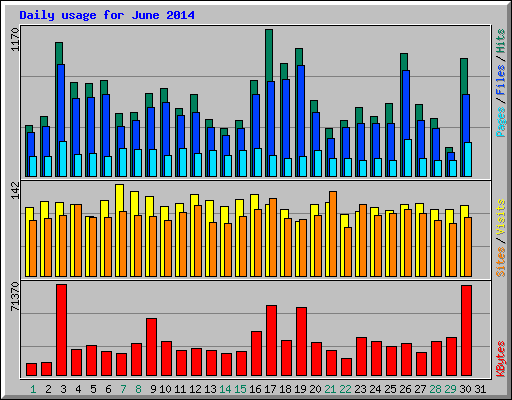 Daily usage for June 2014
1170
Pages / Files / Hits
142
Sites / Visits
71370
KBytes
1 2 3 4 5 6 7 8 9 10 11 12 13 14 15 16 17 18 19 20 21 22 23 24 25 26 27 28 29 30 31